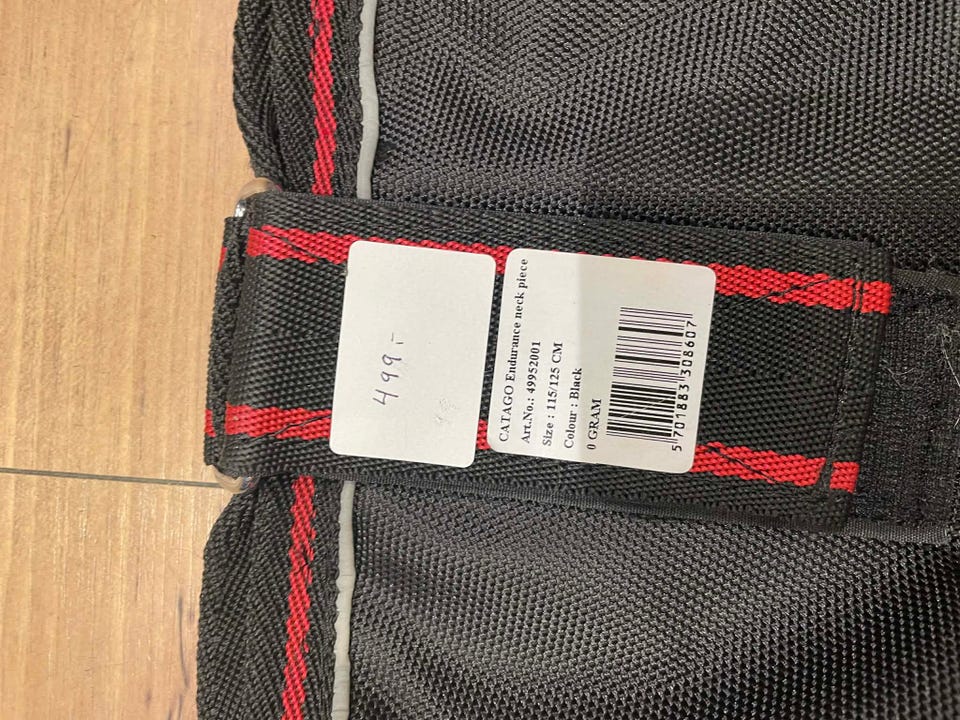 499,-
CATAGO Endurance neck piece
Art.No.: 49952001
Size : 115/125 CM
Colour : Black
0 GRAM
5 701883 308607